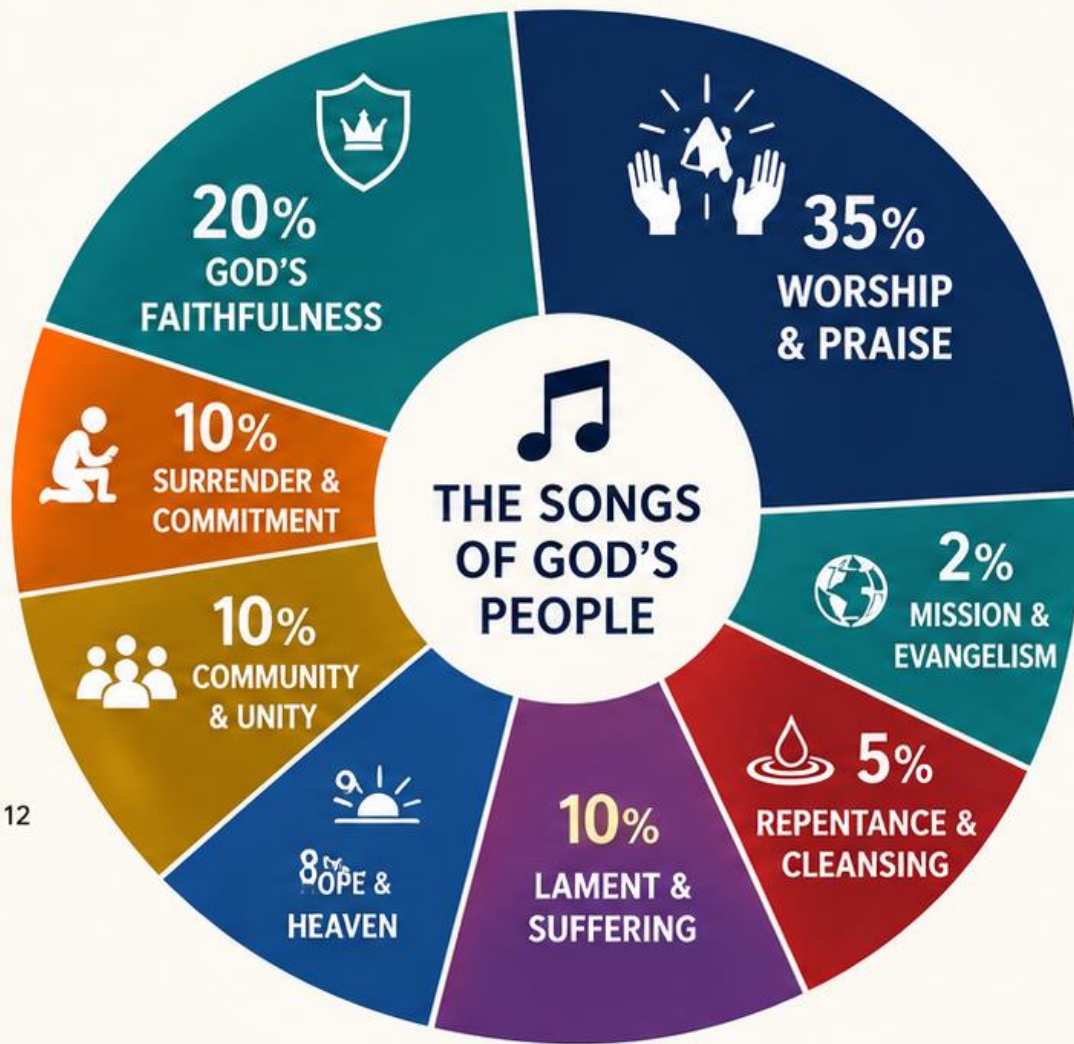 20%
GOD'S
FAITHFULNESS
35%
WORSHIP
& PRAISE
10%
SURRENDER &
COMMITMENT
THE SONGS
OF GOD'S
PEOPLE
2%
MISSION &
EVANGELISM
10%
COMMUNITY
& UNITY
5%
REPENTANCE &
CLEANSING
10%
LAMENT &
SUFFERING
&
HEAVEN
12